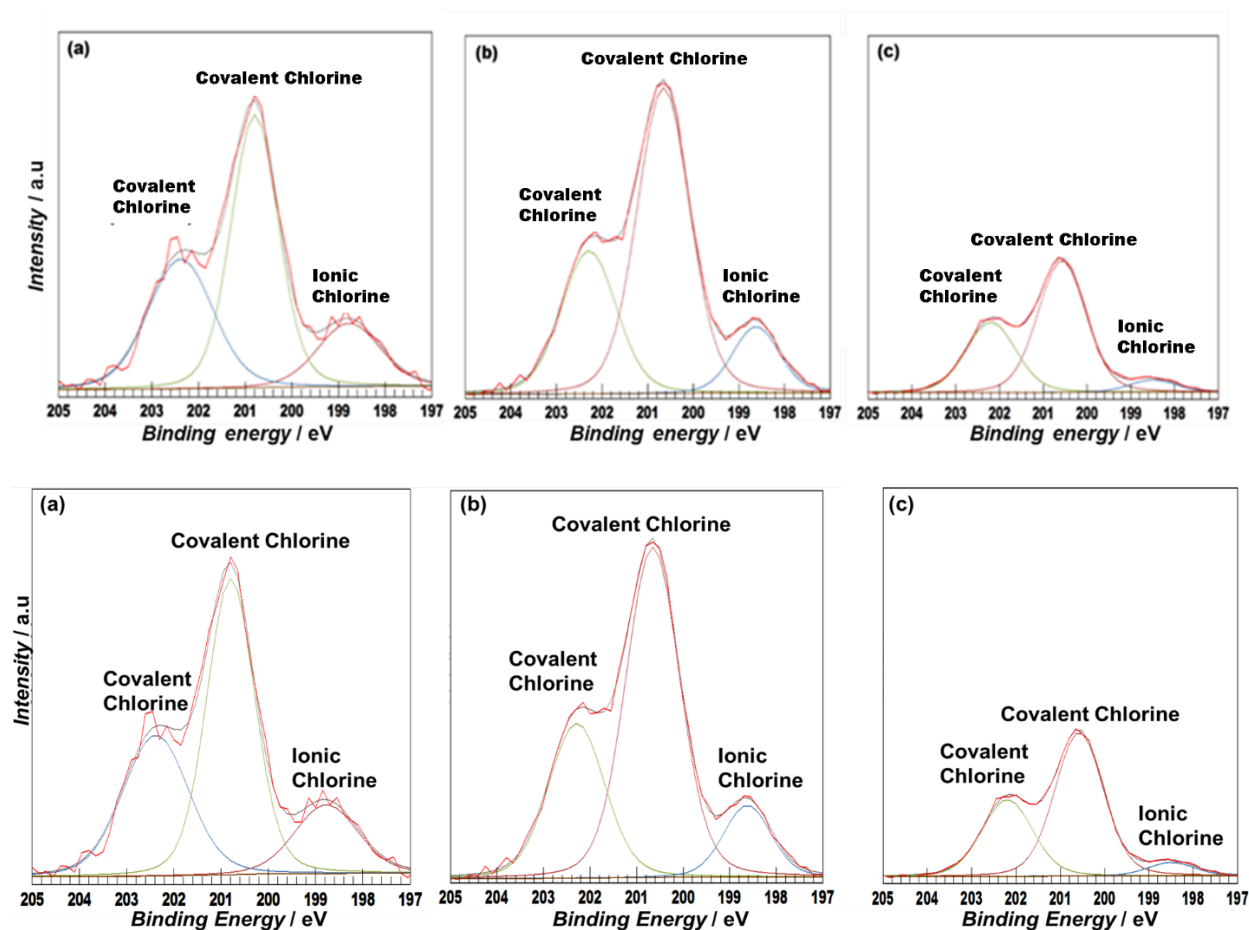 (a)
Covalent Chlorine
Covalent
Chlorine
Ionic
Chlorine
Intensity / a.u
205 204 203 202 201 200 199 198 197
Binding energy / eV
(b)
Covalent Chlorine
Covalent
Chlorine
Ionic
Chlorine
205 204 203 202 201 200 199 198 197
Binding energy / eV
(c)
Covalent Chlorine
Covalent
Chlorine
Ionic
Chlorine
205 204 203 202 201 200 199 198 197
Binding energy / eV
(a)
Covalent Chlorine
Covalent
Chlorine
Ionic
Chlorine
Intensity / a.u
205 204 203 202 201 200 199 198 197
Binding Energy / eV
(b)
Covalent Chlorine
Covalent
Chlorine
Ionic
Chlorine
205 204 203 202 201 200 199 198 197
Binding Energy / eV
(c)
Covalent Chlorine
Covalent
Chlorine
Ionic
Chlorine
205 204 203 202 201 200 199 198 197
Binding Energy / eV